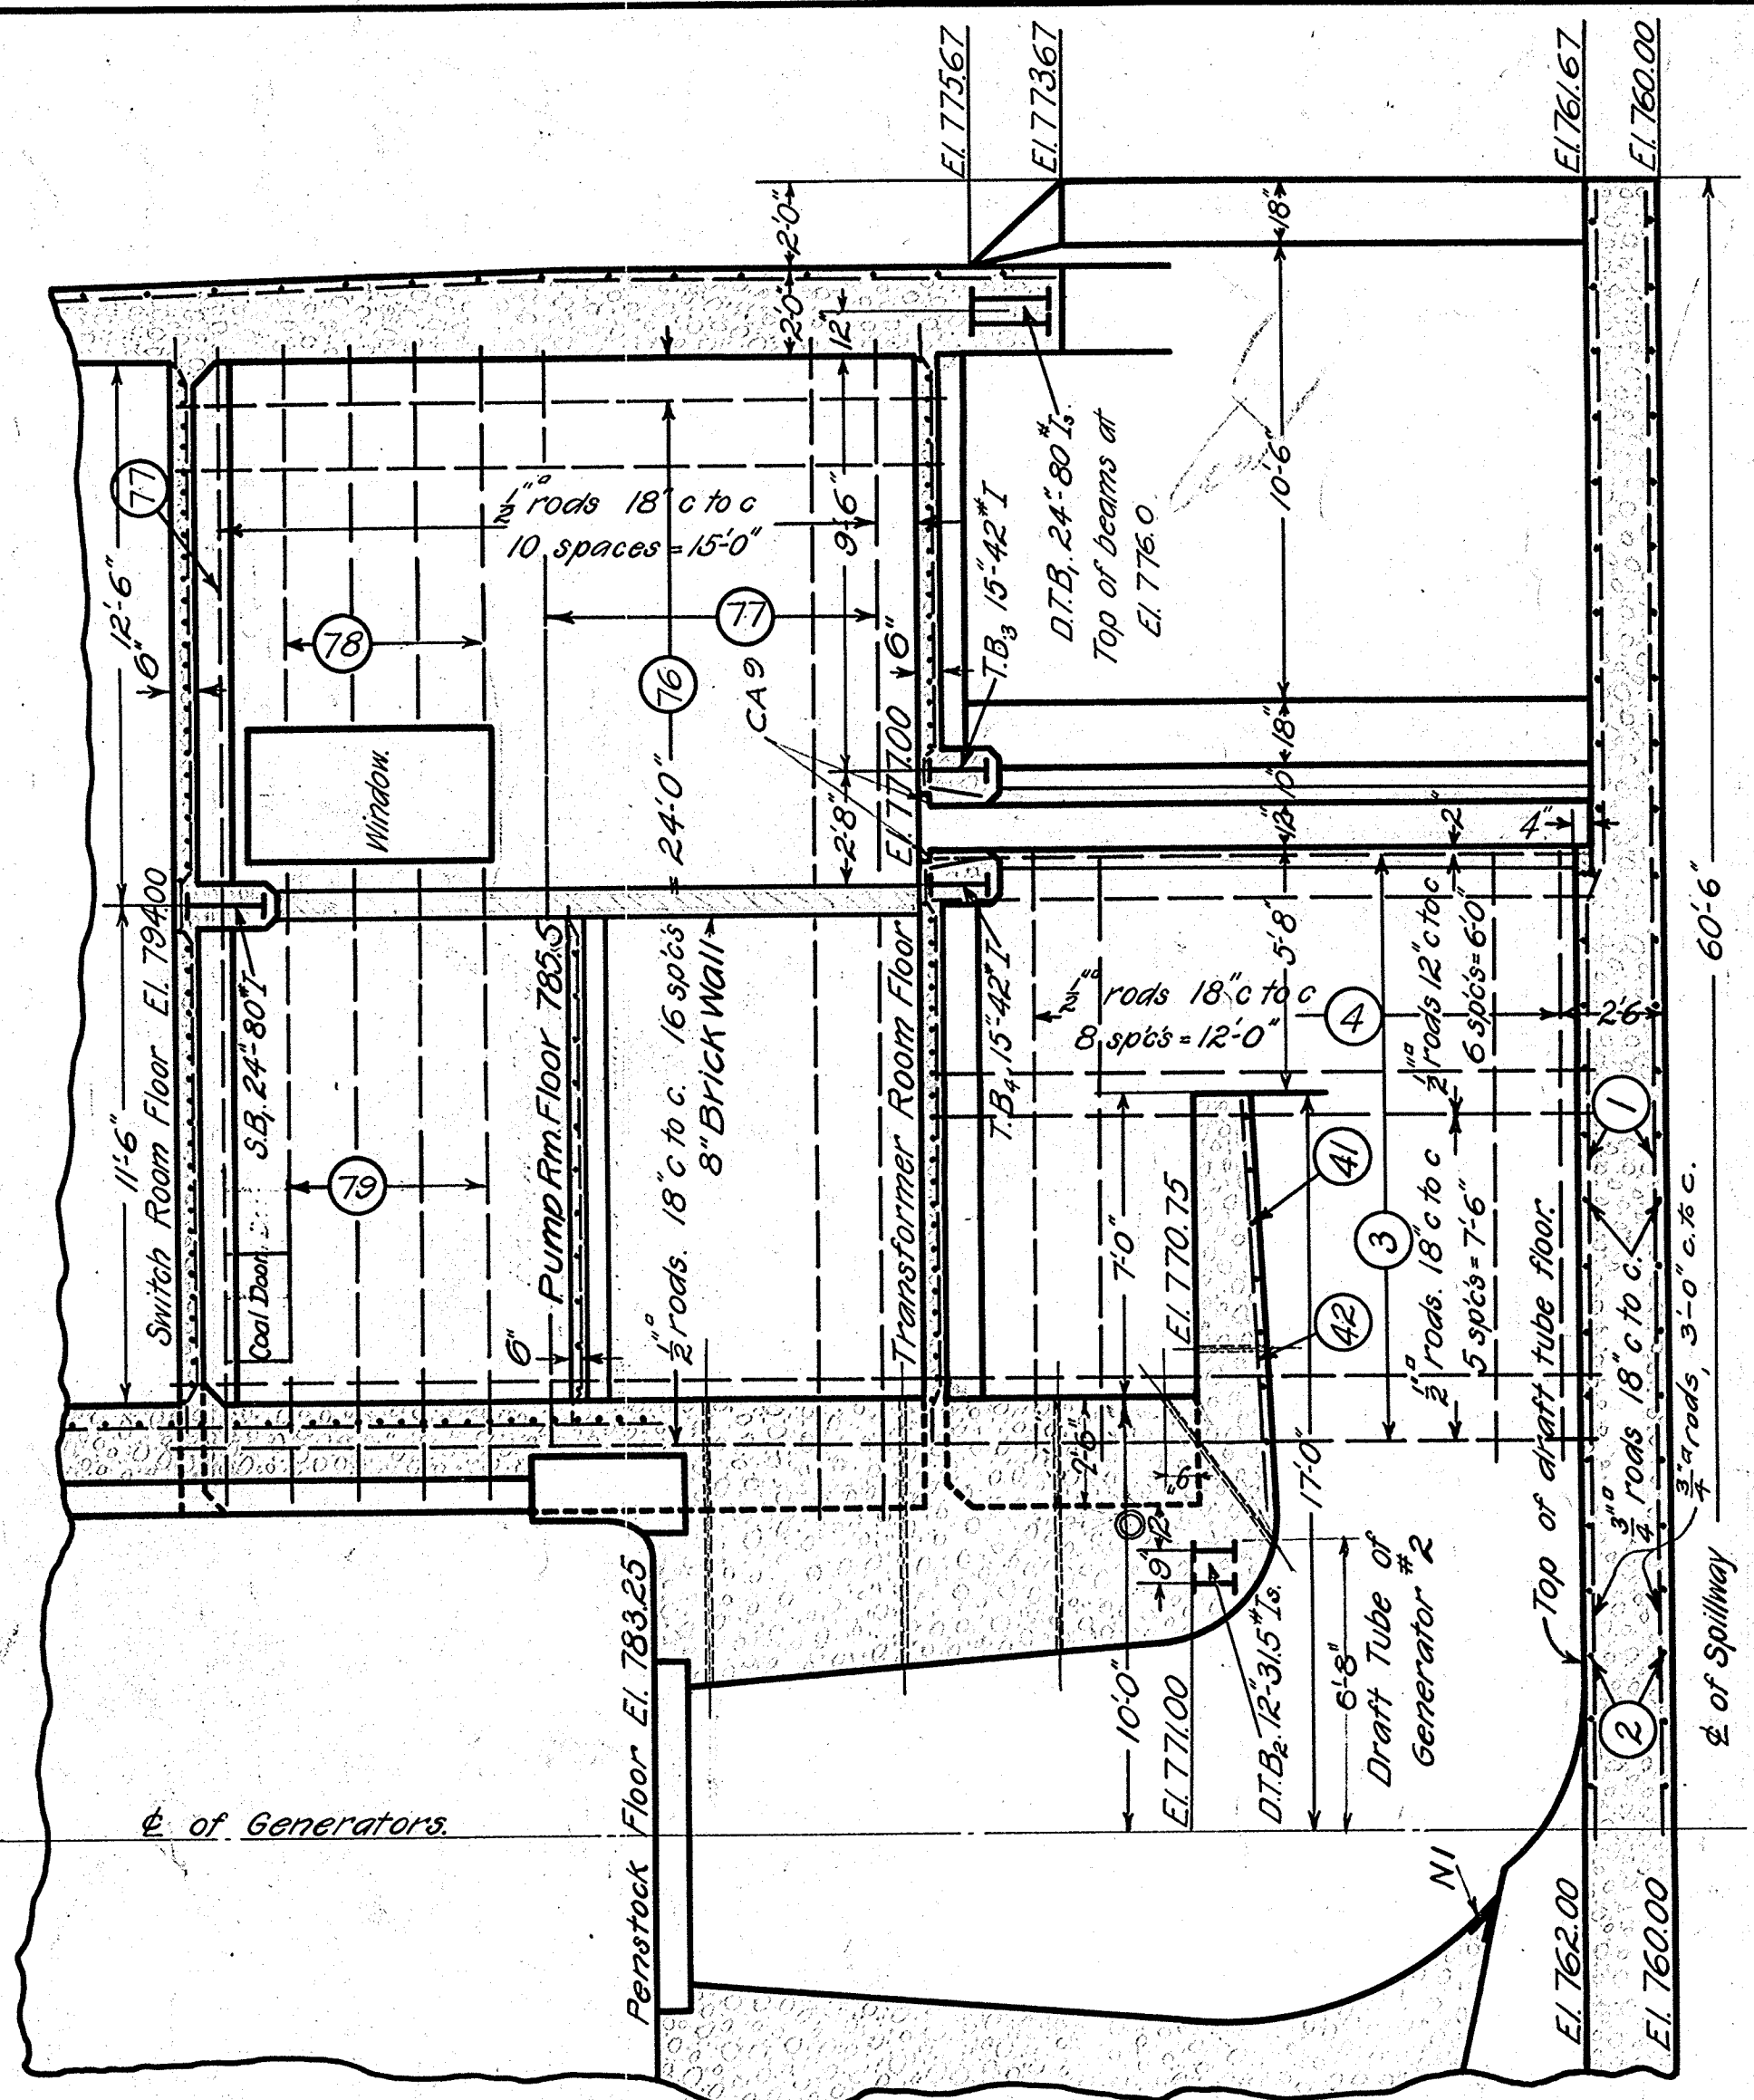 El. 775.67
El. 773.67
El. 761.67
El. 760.00
2'-0"
18"
2'-0"
12"
12'-6"
6"
77
1/2"□ rods 18" c to c
10 spaces = 15'-0"
9'-6"
78
77
76
CA9
6"
D.T.B.1 24"-80# Is.
Top of beams at
El. 776.0
T.B.3 15"-42# I
10'-6"
Window.
= 24'-0"
2'-8"
El. 777.00
18"
10"
12"
2"
4"
Switch Room Floor El. 794.00
11'-6"
S.B.1 24"-80# I
Coal Door
79
Pump Rm. Floor 785.5
6"
1/2"□ rods. 18" c to c. 16 spc's
8" Brick Wall
Transformer Room Floor
T.B.4, 15"-42# I
5'-8"
1/2"□ rods 18" c to c
8 spc's = 12'-0"
4
1/2"□ rods 12" c to c
6 spc's = 6'-0"
2'-6"
60'-6"
1
7'-0"
El. 770.75
41
42
3
1/2"□ rods. 18" c to c
5 spc's = 7'-6"
Top of draft tube floor.
3/4"□ rods 18" c to c.
3/4"□ rods, 3'-0" c. to c.
2'-6"
6"
17'-0"
12"
9"
10'-0"
El. 771.00
D.T.B.2 12"-31.5# Is.
6'-8"
Draft Tube of
Generator #2
2
℄ of Spillway
Penstock Floor El. 783.25
℄ of Generators.
N1
El. 762.00
El. 760.00